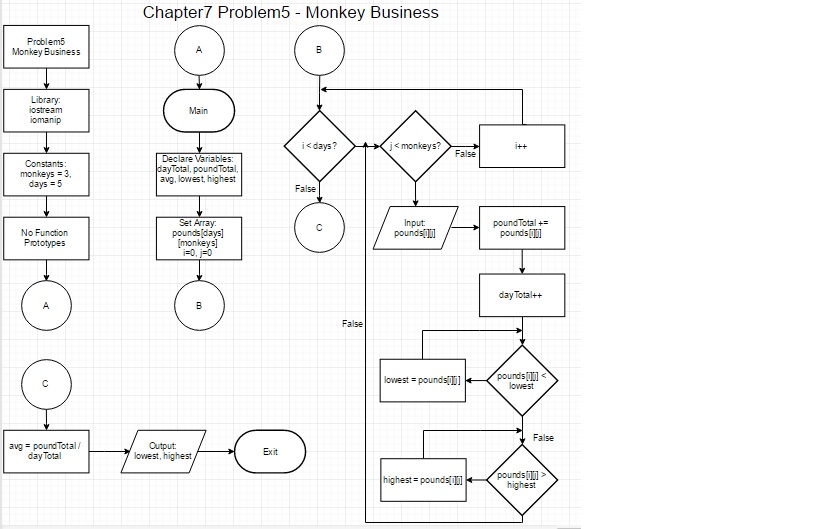 Chapter7 Problem5 - Monkey Business
Problem5
Monkey Business
Library:
iostream
iomanip
Constants:
monkeys = 3,
days = 5
No Function
Prototypes
A
A
Main
Declare Variables:
dayTotal, poundTotal,
avg, lowest, highest
Set Array:
pounds[days]
[monkeys]
i=0, j=0
B
B
i < days?
False
C
j < monkeys?
False
i++
Input:
pounds[i][j]
poundTotal +=
pounds[i][j]
dayTotal++
pounds[i][j] <
lowest
lowest = pounds[i][j]
False
pounds[i][j] >
highest
highest = pounds[i][j]
False
C
avg = poundTotal /
dayTotal
Output:
lowest, highest
Exit